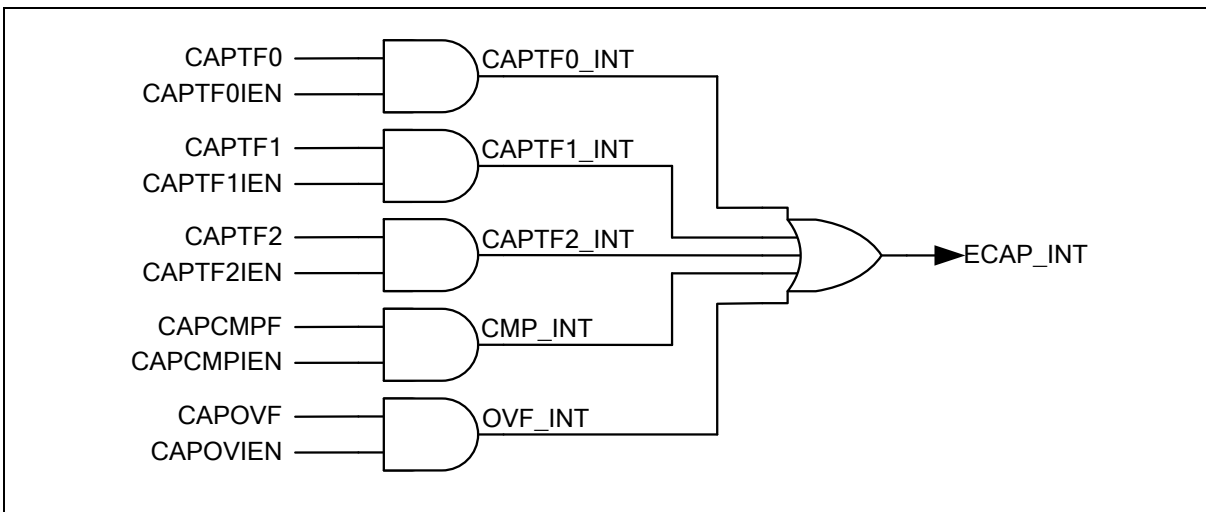 CAPTF0
CAPTF0_INT
CAPTF0IEN
CAPTF1
CAPTF1_INT
CAPTF1IEN
CAPTF2
CAPTF2_INT
CAPTF2IEN
ECAP_INT
CAPCMPF
CMP_INT
CAPCMPIEN
CAPOVF
OVF_INT
CAPOVIEN